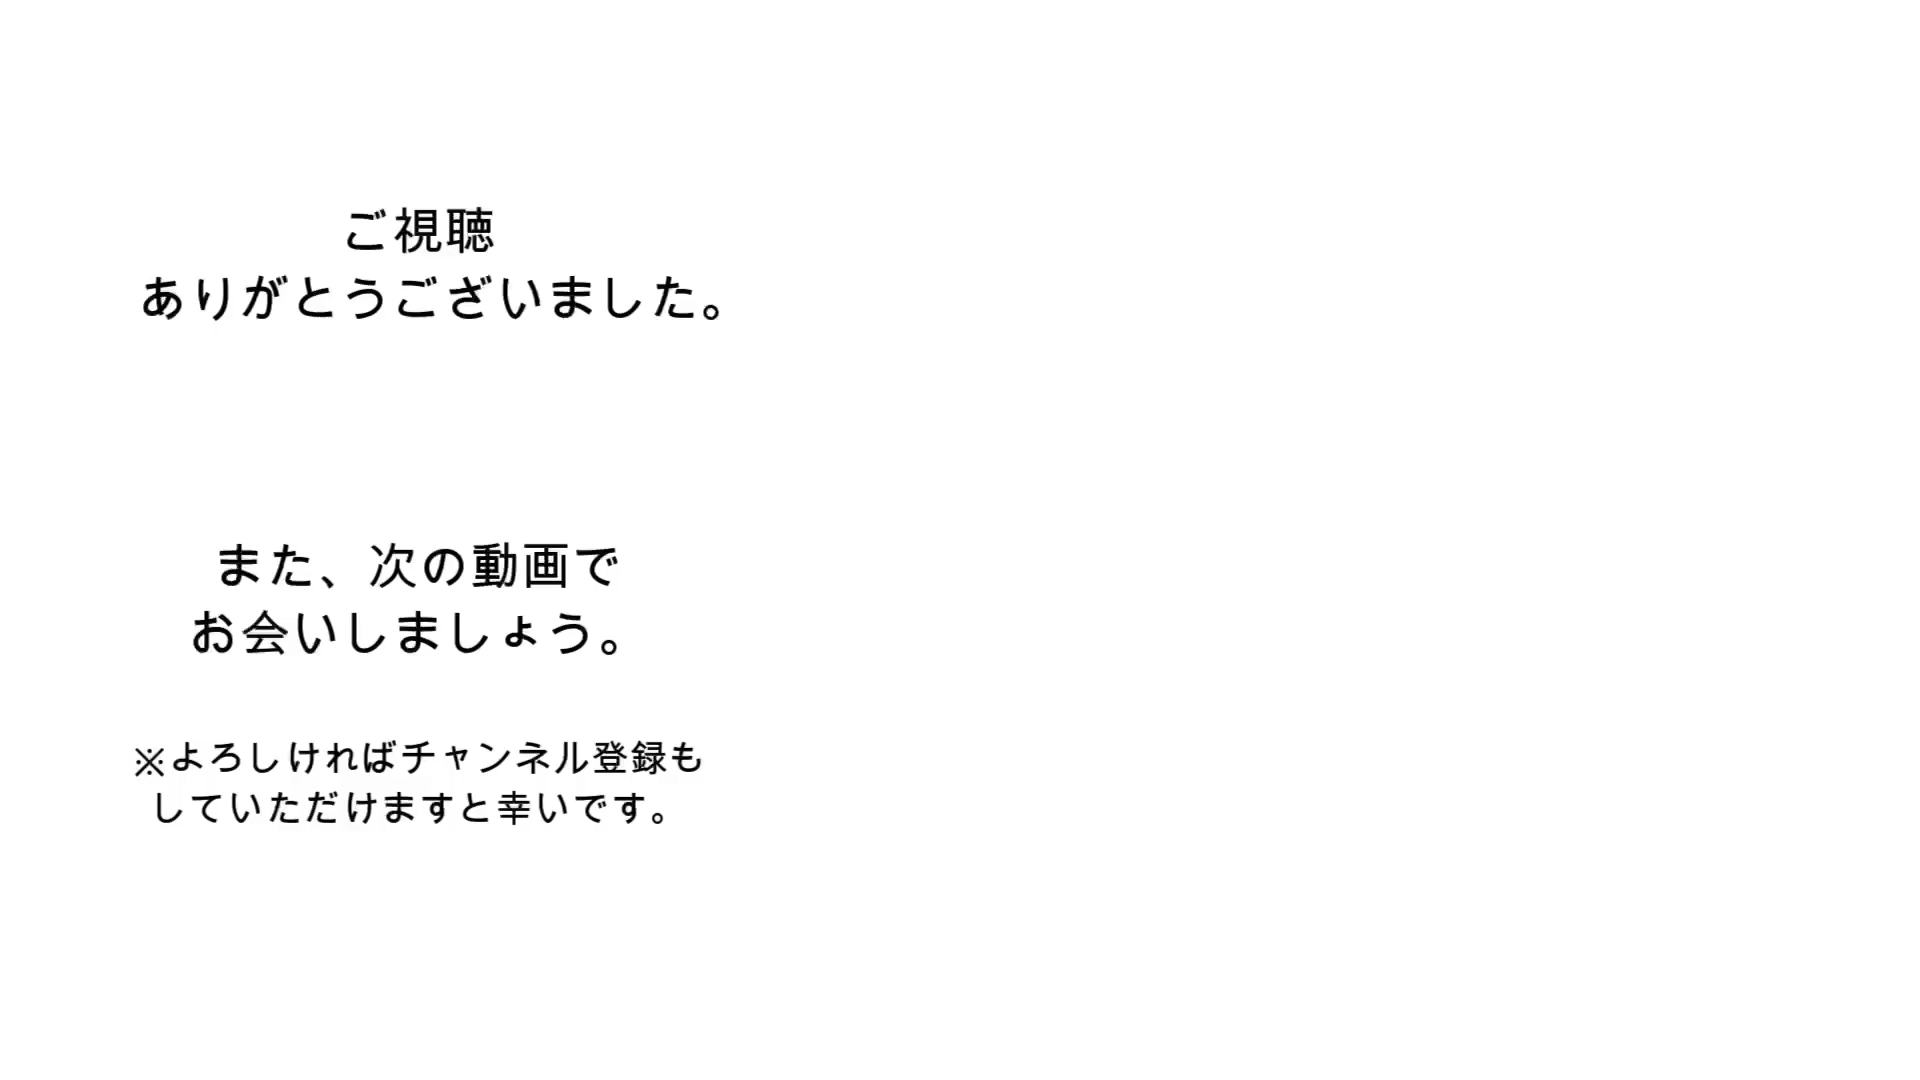 ご視聴
ありがとうございました。
また、次の動画で
お会いしましょう。
※よろしければチャンネル登録も
していただけますと幸いです。